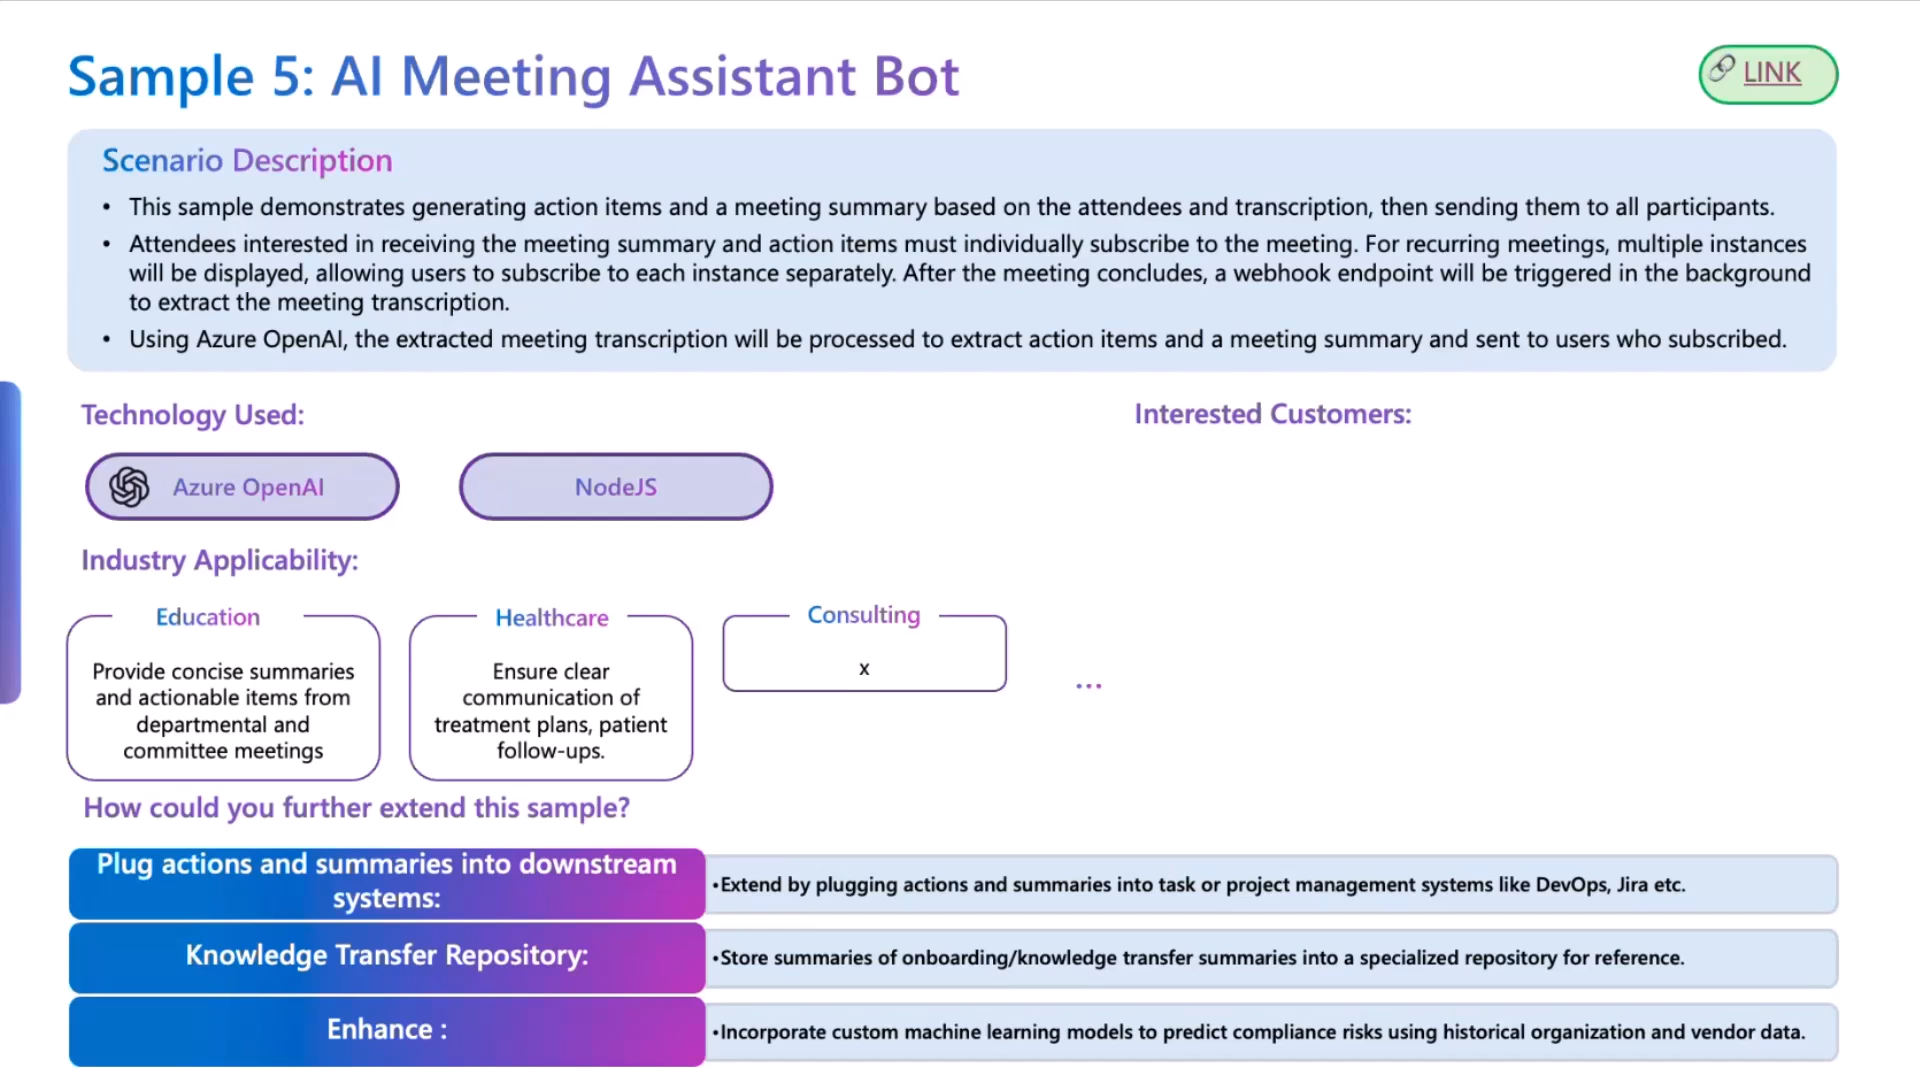 Sample 5: AI Meeting Assistant Bot
LINK
Scenario Description
• This sample demonstrates generating action items and a meeting summary based on the attendees and transcription, then sending them to all participants.
• Attendees interested in receiving the meeting summary and action items must individually subscribe to the meeting. For recurring meetings, multiple instances
will be displayed, allowing users to subscribe to each instance separately. After the meeting concludes, a webhook endpoint will be triggered in the background
to extract the meeting transcription.
• Using Azure OpenAI, the extracted meeting transcription will be processed to extract action items and a meeting summary and sent to users who subscribed.
Technology Used:
Azure OpenAI
NodeJS
Interested Customers:
Industry Applicability:
Education
Provide concise summaries
and actionable items from
departmental and
committee meetings
Healthcare
Ensure clear
communication of
treatment plans, patient
follow-ups.
Consulting
x
...
How could you further extend this sample?
Plug actions and summaries into downstream
systems:
•Extend by plugging actions and summaries into task or project management systems like DevOps, Jira etc.
Knowledge Transfer Repository:
•Store summaries of onboarding/knowledge transfer summaries into a specialized repository for reference.
Enhance :
•Incorporate custom machine learning models to predict compliance risks using historical organization and vendor data.